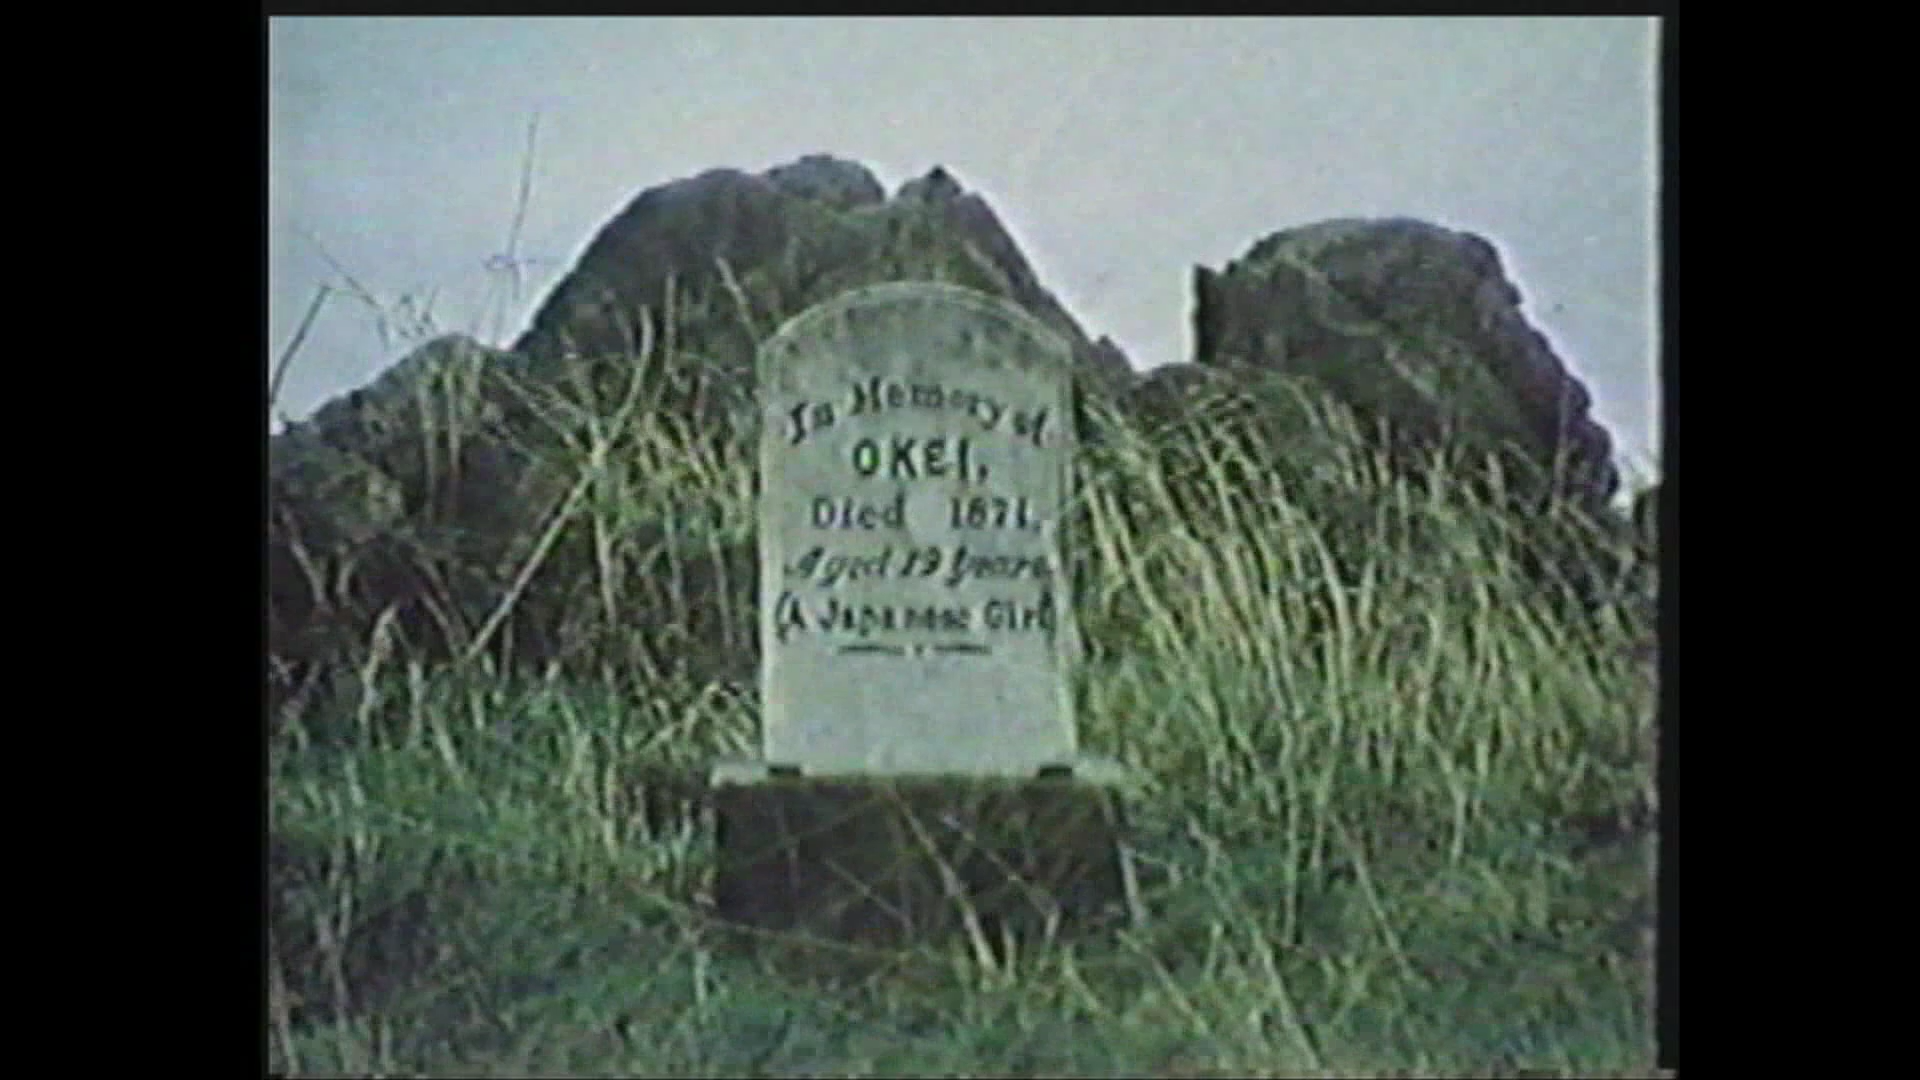 In Memory of
OKEI,
Died 1871.
Aged 19 Years
(A Japanese Girl)